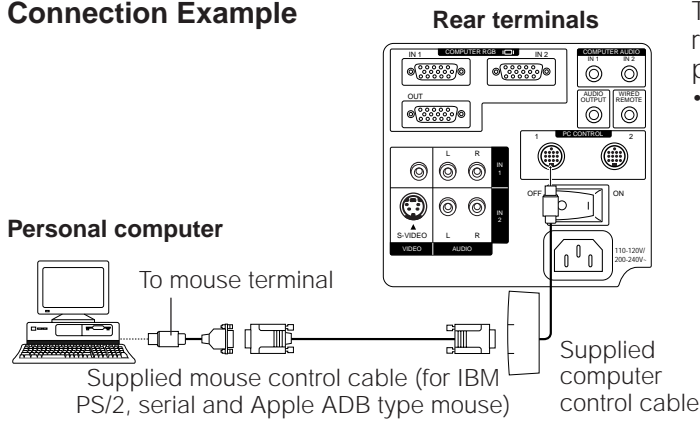 Connection Example
Rear terminals
T
r
p
•
IN 1
COMPUTER RGB
IN 2
COMPUTER AUDIO
IN 1
IN 2
OUT
AUDIO
OUTPUT
WIRED
REMOTE
1
PC CONTROL
2
L
R
IN
1
OFF
ON
I
IN
2
S-VIDEO
L
R
VIDEO
AUDIO
110-120V/
200-240V~
Personal computer
To mouse terminal
Supplied mouse control cable (for IBM
PS/2, serial and Apple ADB type mouse)
Supplied
computer
control cable